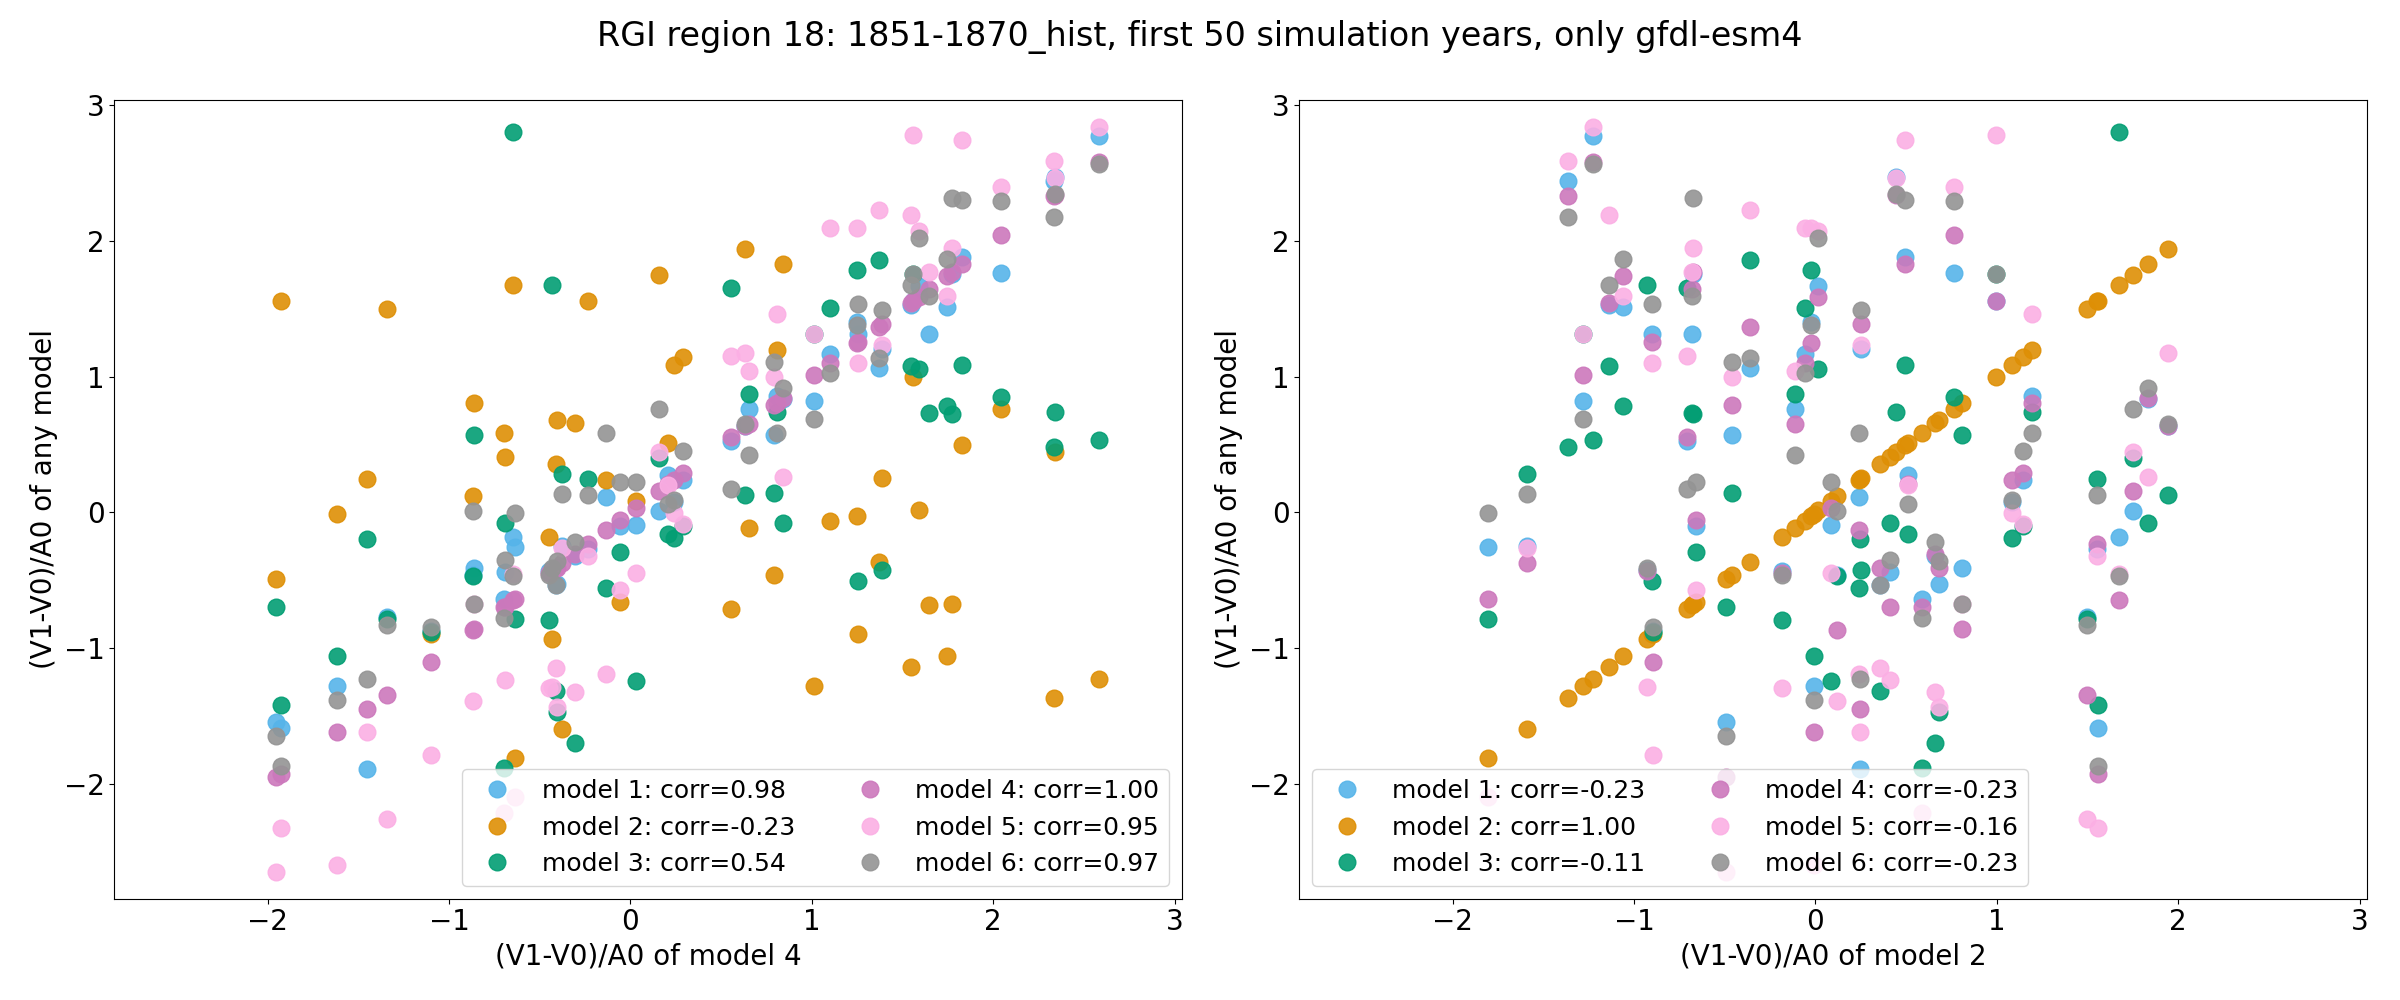 RGI region 18: 1851-1870_hist, first 50 simulation years, only gfdl-esm4
(V1-V0)/A0 of any model
3
2
1
0
−1
−2
model 1: corr=0.98
model 2: corr=-0.23
model 3: corr=0.54
model 4: corr=1.00
model 5: corr=0.95
model 6: corr=0.97
−2 −1 0 1 2 3
(V1-V0)/A0 of model 4
(V1-V0)/A0 of any model
3
2
1
0
−1
−2
model 1: corr=-0.23
model 2: corr=1.00
model 3: corr=-0.11
model 4: corr=-0.23
model 5: corr=-0.16
model 6: corr=-0.23
−2 −1 0 1 2 3
(V1-V0)/A0 of model 2